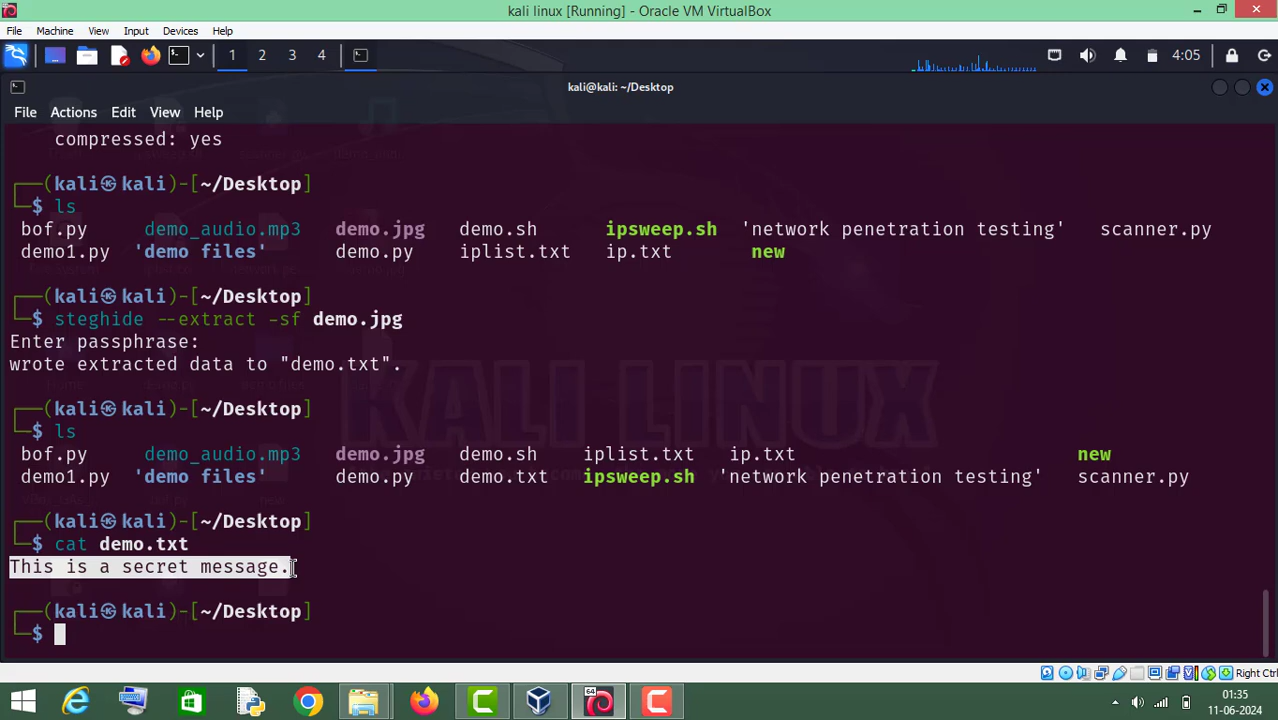 kali linux [Running] - Oracle VM VirtualBox
File Machine View Input Devices Help
1 2 3 4 4:05
kali@kali: ~/Desktop
File Actions Edit View Help
compressed: yes
┌──(kali㉿kali)-[~/Desktop]
└─$ ls
bof.py demo_audio.mp3 demo.jpg demo.sh ipsweep.sh 'network penetration testing' scanner.py
demo1.py 'demo files' demo.py iplist.txt ip.txt new
┌──(kali㉿kali)-[~/Desktop]
└─$ steghide --extract -sf demo.jpg
Enter passphrase:
wrote extracted data to "demo.txt".
┌──(kali㉿kali)-[~/Desktop]
└─$ ls
bof.py demo_audio.mp3 demo.jpg demo.sh iplist.txt ip.txt new
demo1.py 'demo files' demo.py demo.txt ipsweep.sh 'network penetration testing' scanner.py
┌──(kali㉿kali)-[~/Desktop]
└─$ cat demo.txt
This is a secret message.
┌──(kali㉿kali)-[~/Desktop]
└─$
KALI LINUX
Right Ctrl
64
01:35
11-06-2024